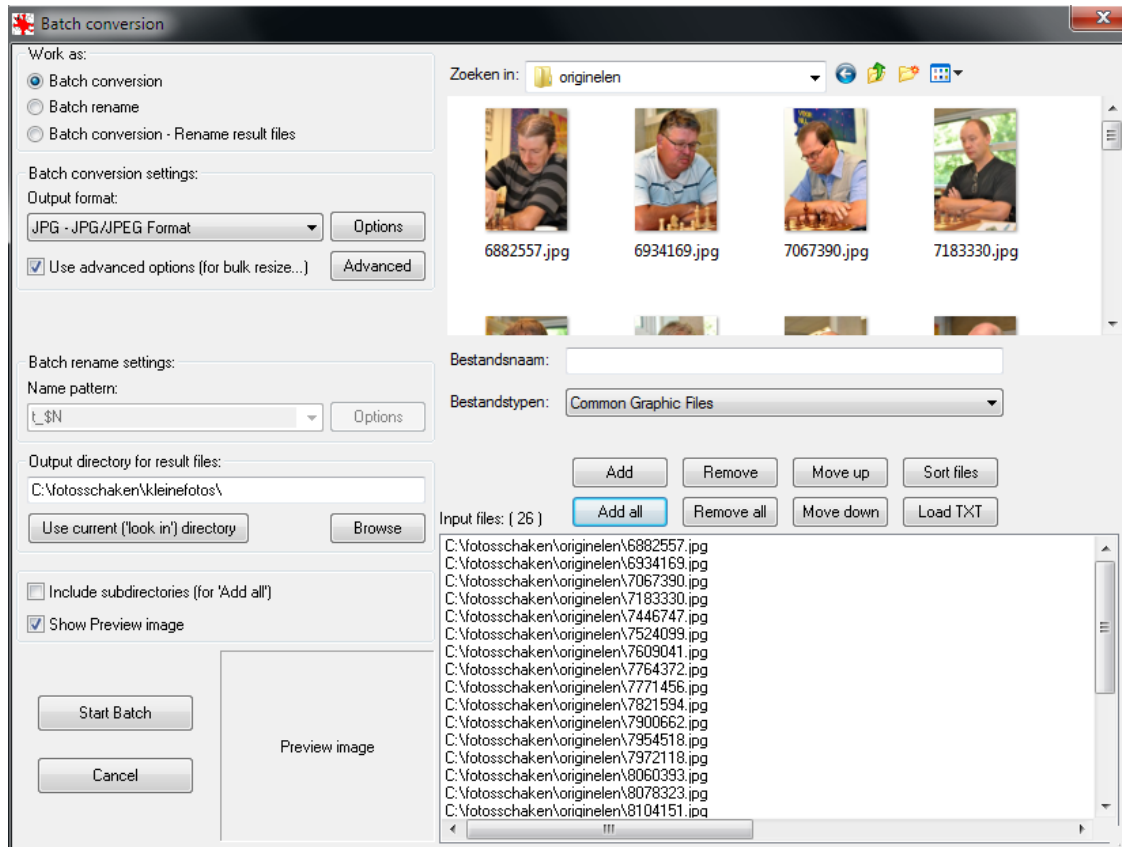 Batch conversion
Work as:
Batch conversion
Batch rename
Batch conversion - Rename result files
Batch conversion settings:
Output format:
JPG - JPG/JPEG Format
Options
Use advanced options (for bulk resize...)
Advanced
Batch rename settings:
Name pattern:
t_$N
Options
Output directory for result files:
C:\fotosschaken\kleinefotos\
Use current ('look in') directory
Browse
Include subdirectories (for 'Add all')
Show Preview image
Start Batch
Cancel
Preview image
Zoeken in:
originelen
6882557.jpg
6934169.jpg
7067390.jpg
7183330.jpg
Bestandsnaam:
Bestandstypen:
Common Graphic Files
Add
Remove
Move up
Sort files
Input files: ( 26 )
Add all
Remove all
Move down
Load TXT
C:\fotosschaken\originelen\6882557.jpg
C:\fotosschaken\originelen\6934169.jpg
C:\fotosschaken\originelen\7067390.jpg
C:\fotosschaken\originelen\7183330.jpg
C:\fotosschaken\originelen\7446747.jpg
C:\fotosschaken\originelen\7524099.jpg
C:\fotosschaken\originelen\7609041.jpg
C:\fotosschaken\originelen\7764372.jpg
C:\fotosschaken\originelen\7771456.jpg
C:\fotosschaken\originelen\7821594.jpg
C:\fotosschaken\originelen\7900662.jpg
C:\fotosschaken\originelen\7954518.jpg
C:\fotosschaken\originelen\7972118.jpg
C:\fotosschaken\originelen\8060393.jpg
C:\fotosschaken\originelen\8078323.jpg
C:\fotosschaken\originelen\8104151.jpg